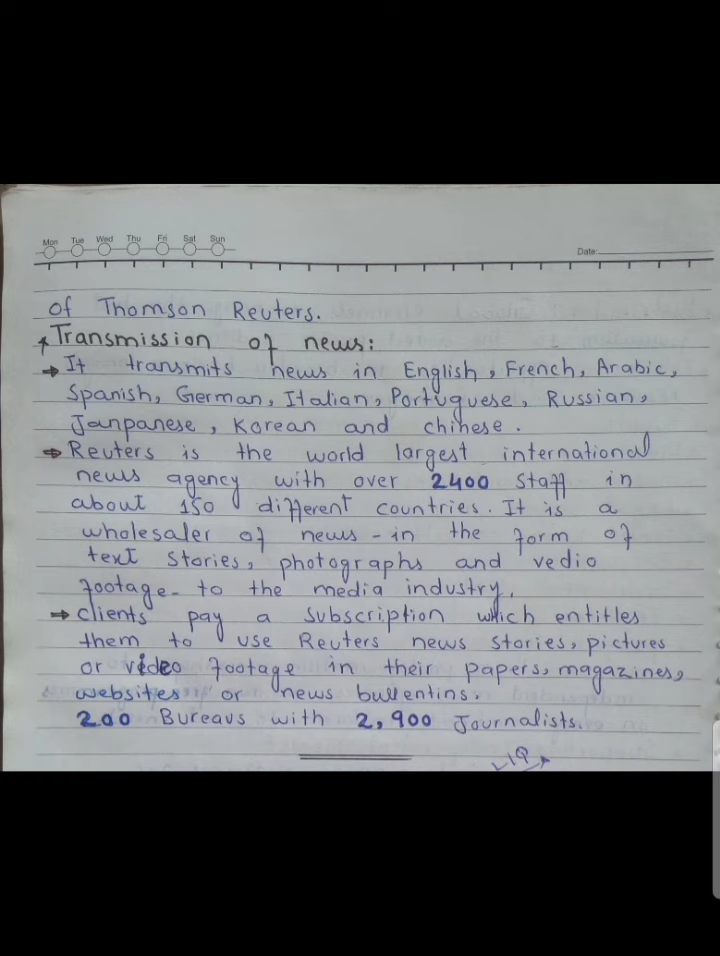 Mon Tue Wed Thu Fri Sat Sun
Date:
of Thomson Reuters.
Transmission of news:
⇒ It transmits news in English, French, Arabic,
Spanish, German, Italian, Portuguese, Russian,
Janpanese, Korean and chinese.
⇒ Reuters is the world largest international
news agency with over 2400 staff in
about 150 different countries. It is a
wholesaler of news - in the form of
text stories, photographs and vedio
footage - to the media industry.
⇒ clients pay a subscription which entitles
them to use Reuters news stories, pictures
or video footage in their papers, magazines,
websites or news bullentins.
200 Bureaus with 2,900 Journalists.